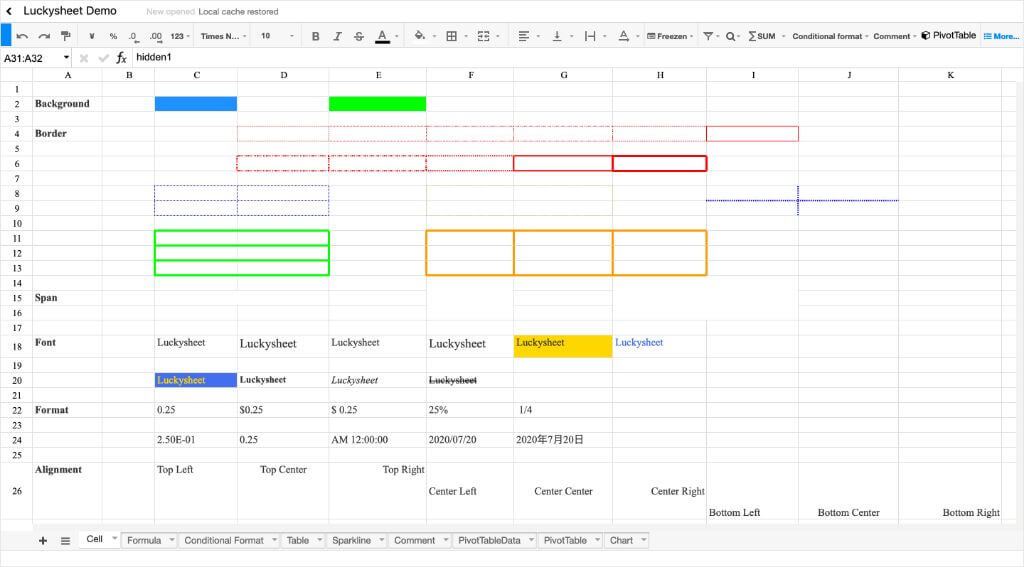 Luckysheet Demo New opened Local cache restored
¥ % .0 .00 123 Times N... 10 B I S A Freezen ΣSUM Conditional format Comment PivotTable More...
A31:A32 fx hidden1
A B C D E F G H I J K
1
2 Background
3
4 Border
5
6
7
8
9
10
11
12
13
14
15 Span
16
17
18 Font Luckysheet Luckysheet Luckysheet Luckysheet Luckysheet Luckysheet
19
20 Luckysheet Luckysheet Luckysheet Luckysheet
21
22 Format 0.25 $0.25 $ 0.25 25% 1/4
23
24 2.50E-01 0.25 AM 12:00:00 2020/07/20 2020年7月20日
25
Alignment Top Left Top Center Top Right
26 Center Left Center Center Center Right
Bottom Left Bottom Center Bottom Right
Cell Formula Conditional Format Table Sparkline Comment PivotTableData PivotTable Chart